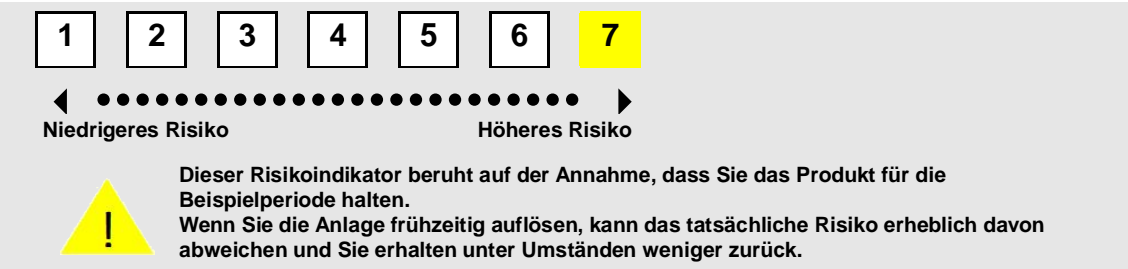 1 2 3 4 5 6 7
Niedrigeres Risiko Höheres Risiko
Dieser Risikoindikator beruht auf der Annahme, dass Sie das Produkt für die
Beispielperiode halten.
Wenn Sie die Anlage frühzeitig auflösen, kann das tatsächliche Risiko erheblich davon
! abweichen und Sie erhalten unter Umständen weniger zurück.